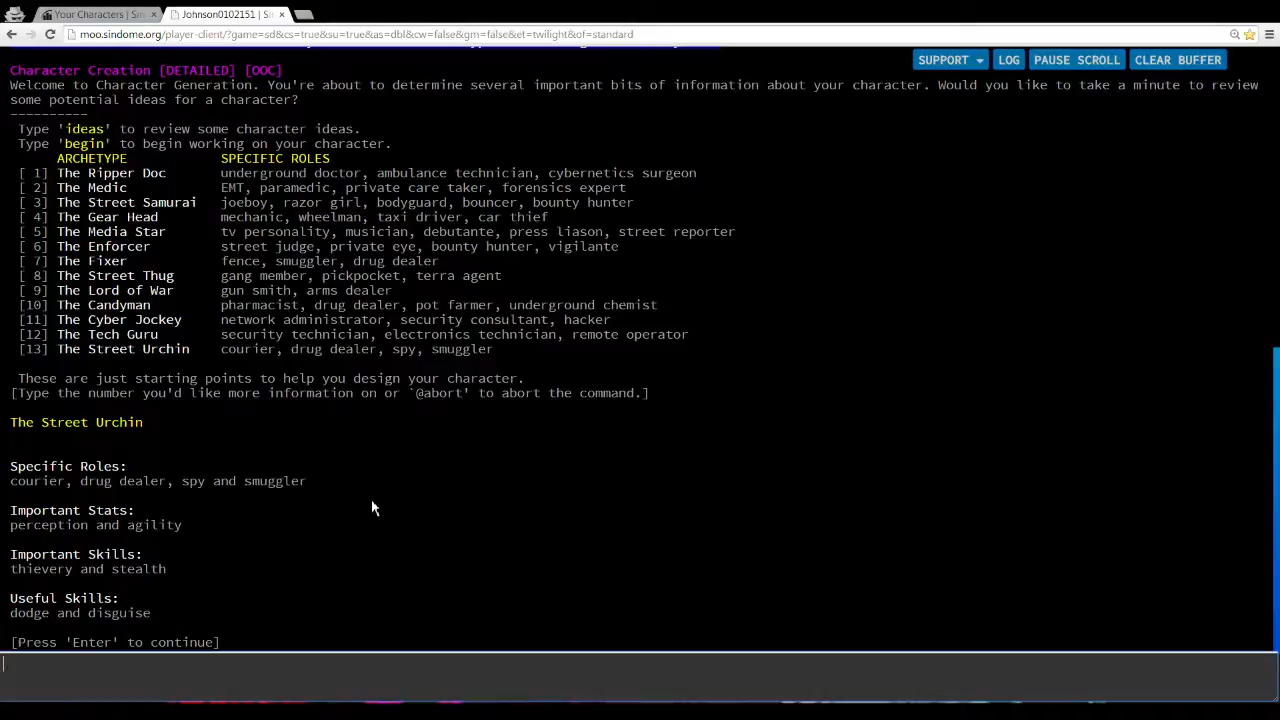 Your Characters | Sm
Johnson0102151 | Sindom
moo.sindome.org/player-client/?game=sd&cs=true&su=true&as=dbl&cw=false&gm=false&et=twilight&of=standard
SUPPORT LOG PAUSE SCROLL CLEAR BUFFER
Character Creation [DETAILED] [OOC]
Welcome to Character Generation. You're about to determine several important bits of information about your character. Would you like to take a minute to review
some potential ideas for a character?
----------
Type 'ideas' to review some character ideas.
Type 'begin' to begin working on your character.
ARCHETYPE SPECIFIC ROLES
[ 1] The Ripper Doc underground doctor, ambulance technician, cybernetics surgeon
[ 2] The Medic EMT, paramedic, private care taker, forensics expert
[ 3] The Street Samurai joeboy, razor girl, bodyguard, bouncer, bounty hunter
[ 4] The Gear Head mechanic, wheelman, taxi driver, car thief
[ 5] The Media Star tv personality, musician, debutante, press liason, street reporter
[ 6] The Enforcer street judge, private eye, bounty hunter, vigilante
[ 7] The Fixer fence, smuggler, drug dealer
[ 8] The Street Thug gang member, pickpocket, terra agent
[ 9] The Lord of War gun smith, arms dealer
[10] The Candyman pharmacist, drug dealer, pot farmer, underground chemist
[11] The Cyber Jockey network administrator, security consultant, hacker
[12] The Tech Guru security technician, electronics technician, remote operator
[13] The Street Urchin courier, drug dealer, spy, smuggler
These are just starting points to help you design your character.
[Type the number you'd like more information on or `@abort' to abort the command.]
The Street Urchin
Specific Roles:
courier, drug dealer, spy and smuggler
Important Stats:
perception and agility
Important Skills:
thievery and stealth
Useful Skills:
dodge and disguise
[Press 'Enter' to continue]